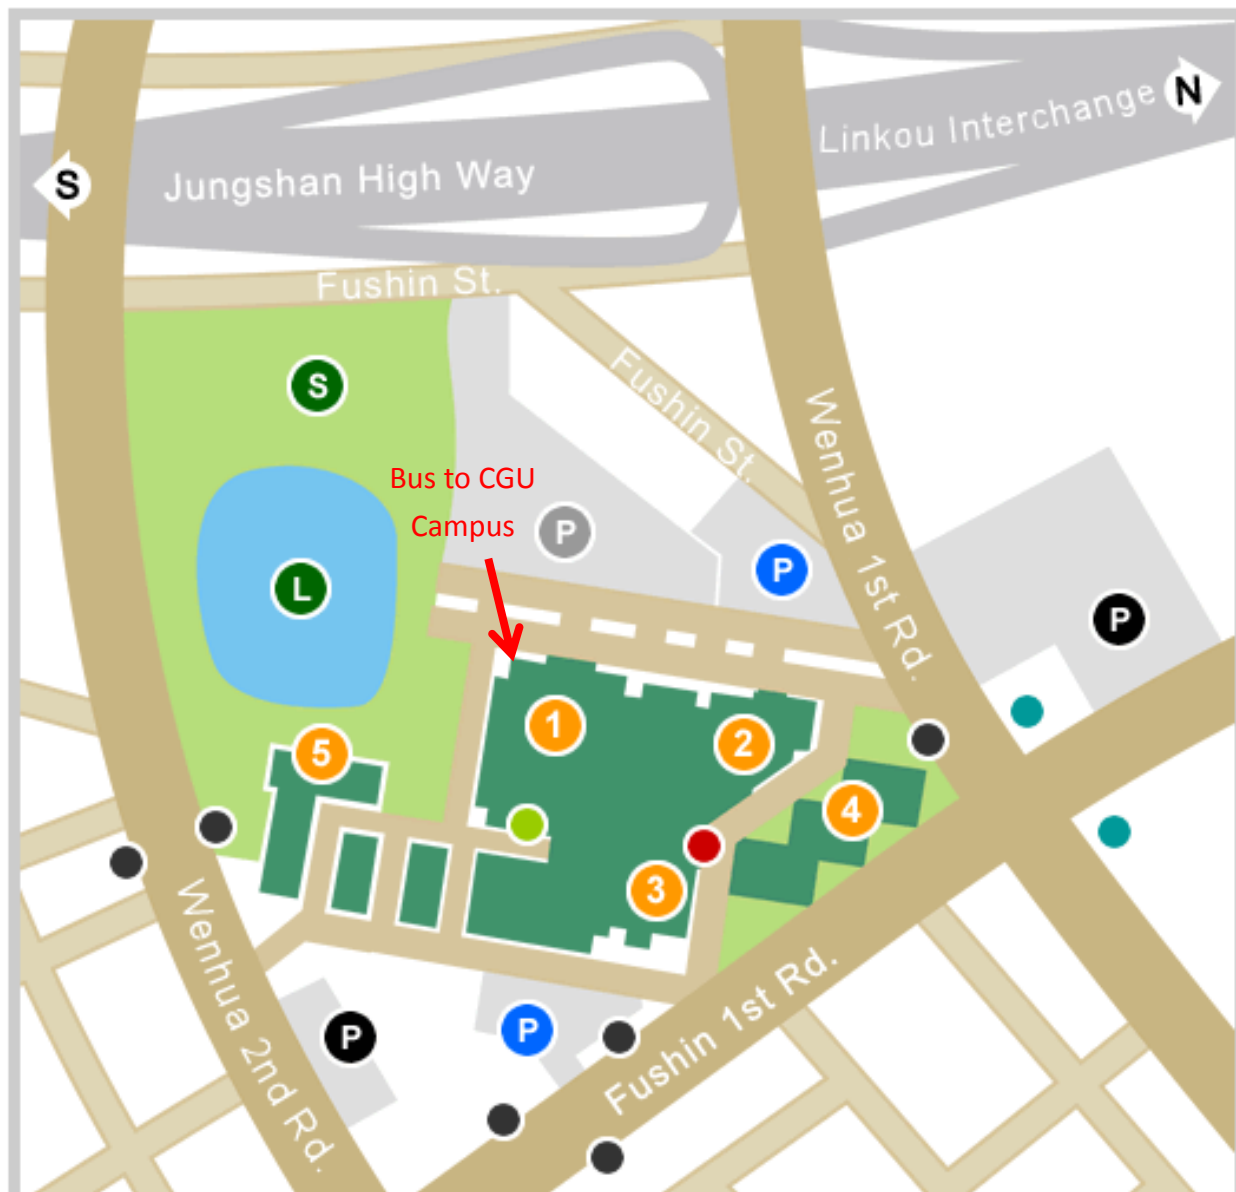 N
Linkou Interchange
S
Jungshan High Way
Fushin St.
Fushin St.
S
Wenhua 1st Rd.
Bus to CGU
Campus
P
P
L
P
1
2
5
4
3
Wenhua 2nd Rd.
P
P
Fushin 1st Rd.